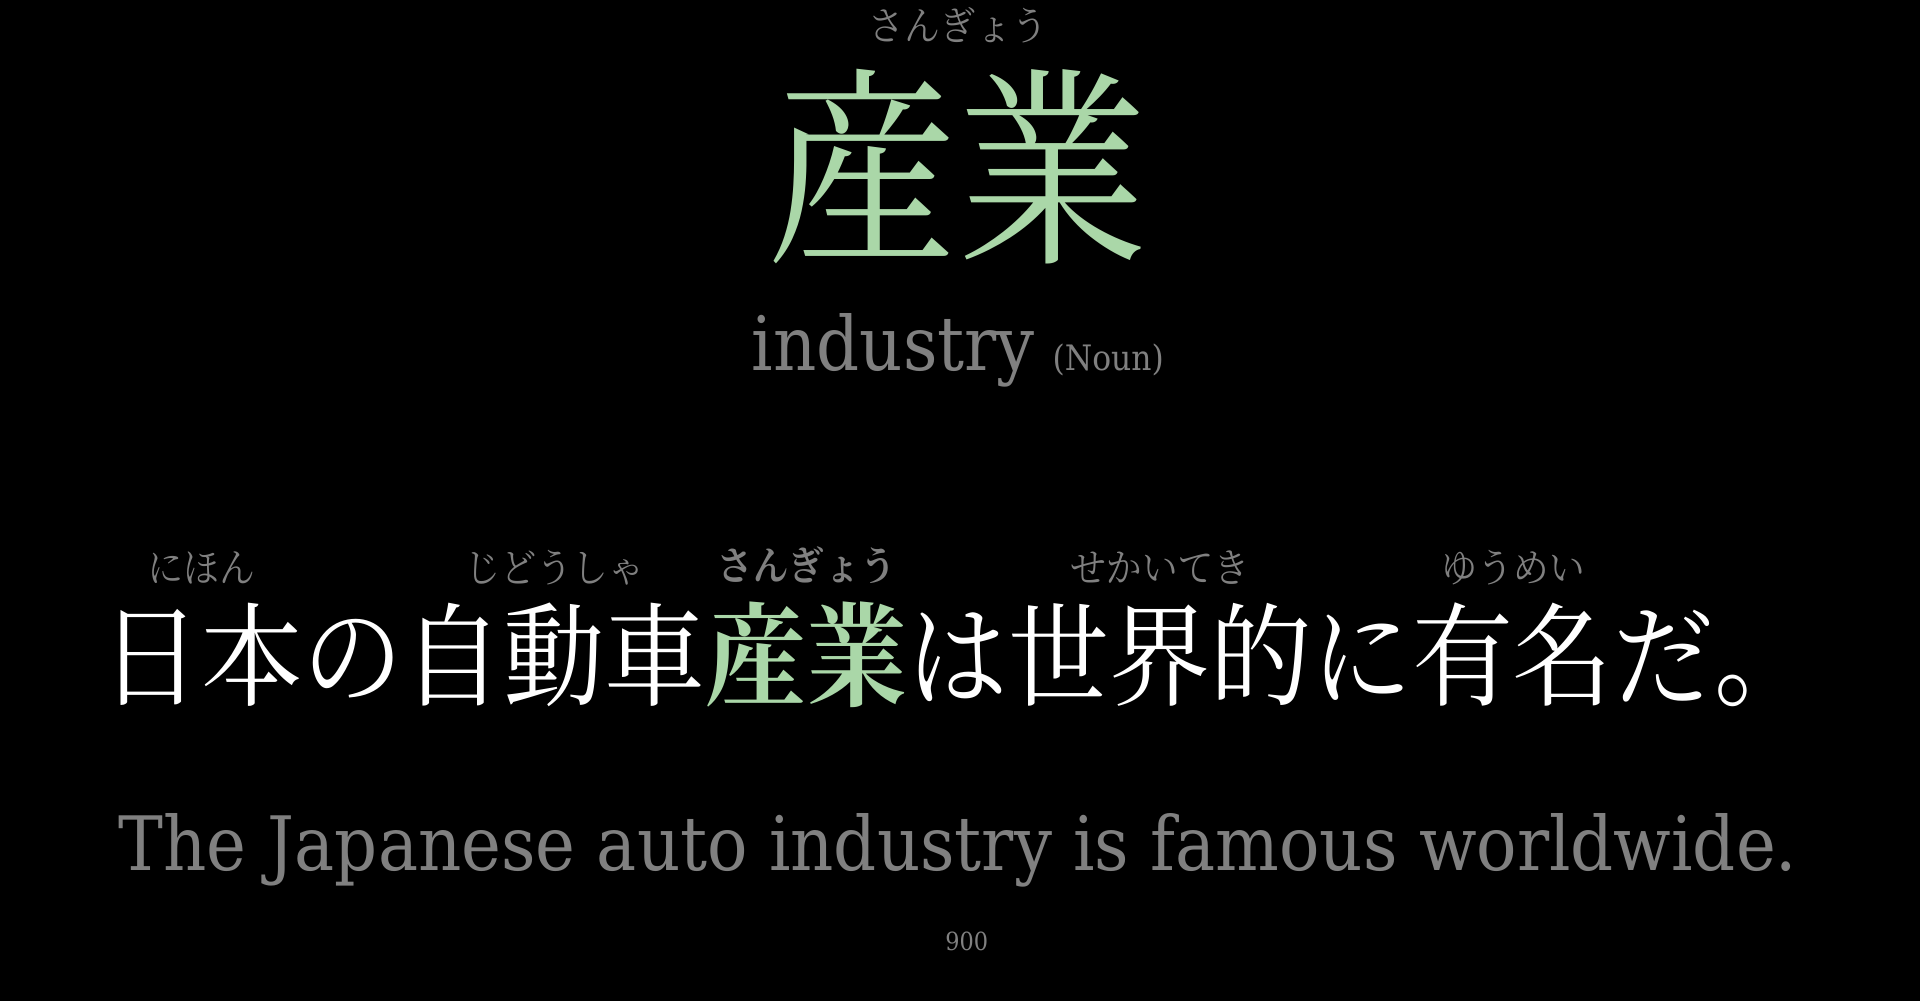 さんぎょう
産業
industry (Noun)
にほん じどうしゃ さんぎょう せかいてき ゆうめい
日本の自動車産業は世界的に有名だ。
The Japanese auto industry is famous worldwide.
900